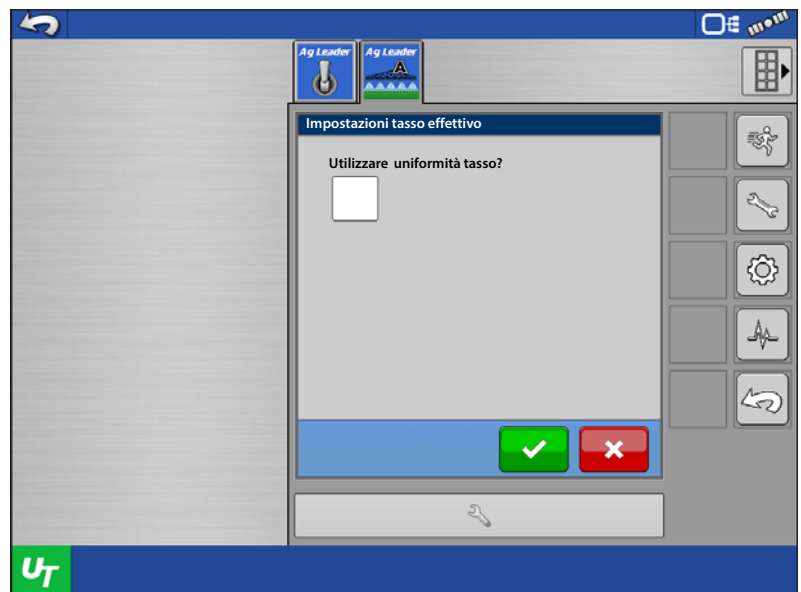 Ag Leader
Ag Leader
A
Impostazioni tasso effettivo
Utilizzare uniformità tasso?
UT